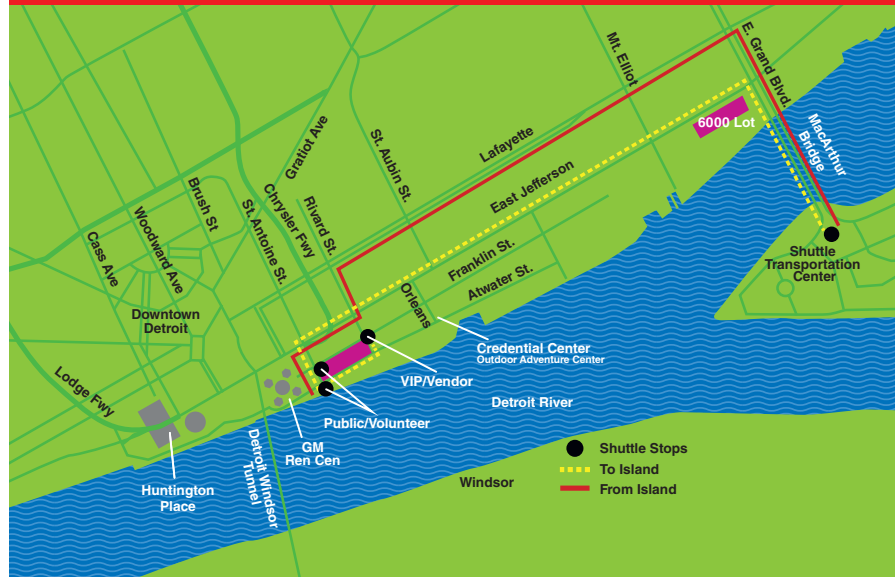 E. Grand Blvd.
Mt. Elliot
MacArthur
Bridge
6000 Lot
Gratiot Ave
St. Aubin St.
Lafayette
East Jefferson
Chrysler Fwy
Rivard St.
Brush St
St. Antoine St.
Woodward Ave
Cass Ave
Franklin St.
Atwater St.
Orleans
Shuttle
Transportation
Center
Downtown
Detroit
Credential Center
Outdoor Adventure Center
VIP/Vendor
Lodge Fwy
Detroit River
Public/Volunteer
GM
Ren Cen
Detroit Windsor
Tunnel
Huntington
Place
Windsor
Shuttle Stops
To Island
From Island